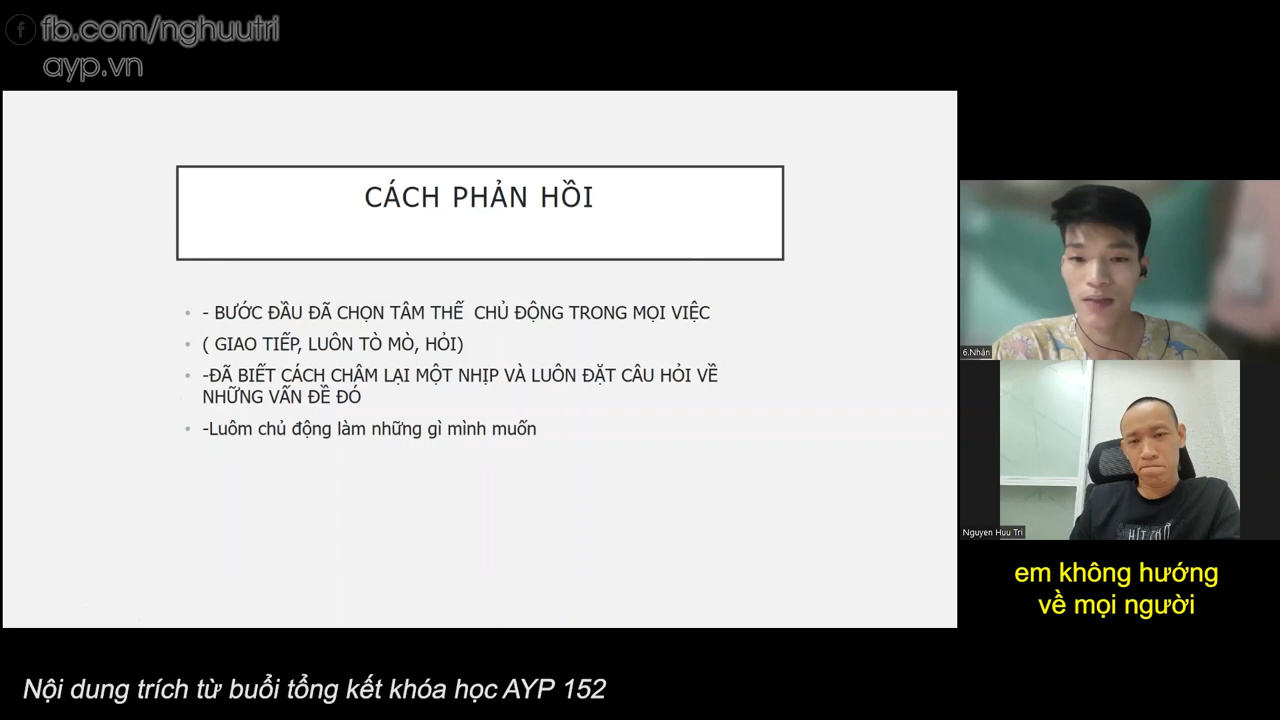 fb.com/nghuutri
ayp.vn
CÁCH PHẢN HỒI
- BƯỚC ĐẦU ĐÃ CHỌN TÂM THẾ CHỦ ĐỘNG TRONG MỌI VIỆC
( GIAO TIẾP, LUÔN TÒ MÒ, HỎI)
-ĐÃ BIẾT CÁCH CHẬM LẠI MỘT NHỊP VÀ LUÔN ĐẶT CÂU HỎI VỀ
NHỮNG VẤN ĐỀ ĐÓ
-Luôm chủ động làm những gì mình muốn
6.Nhân
Nguyen Huu Tri
HÍT THỞ
em không hướng
về mọi người
Nội dung trích từ buổi tổng kết khóa học AYP 152